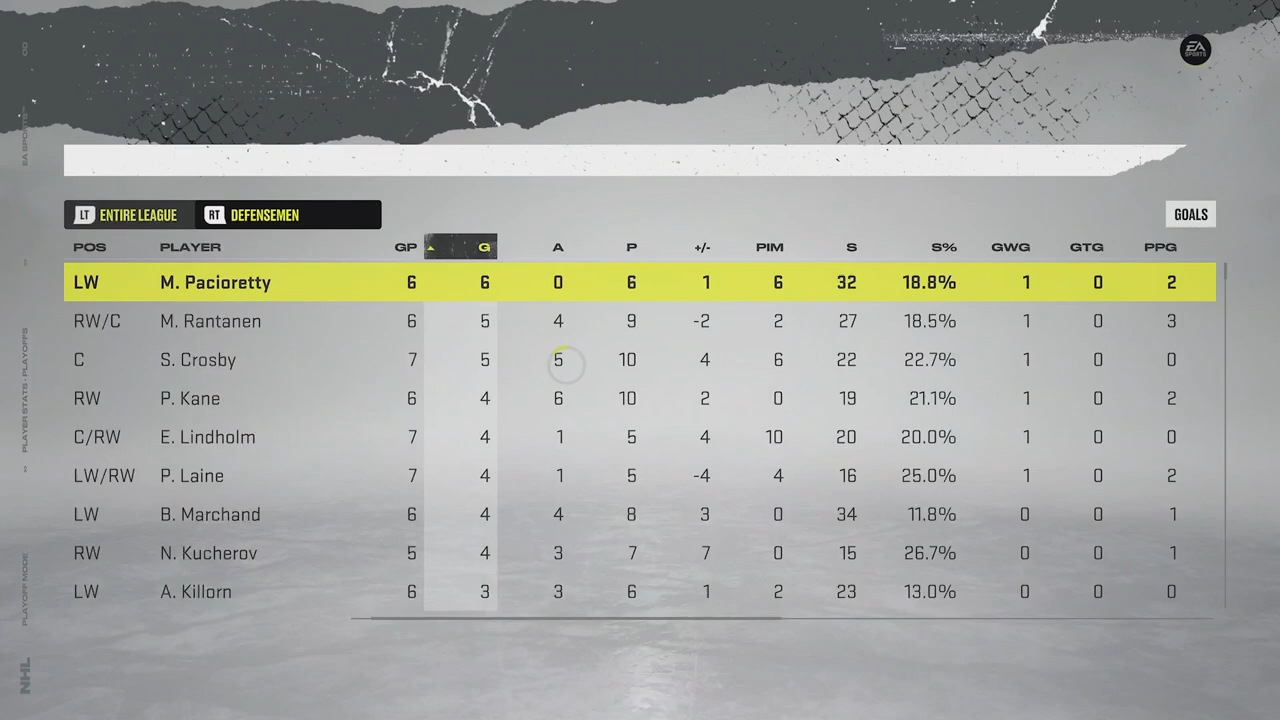 EA
SPORTS
LT ENTIRE LEAGUE RT DEFENSEMEN
GOALS
POS PLAYER GP G A P +/- PIM S S% GWG GTG PPG
LW M. Pacioretty 6 6 0 6 1 6 32 18.8% 1 0 2
RW/C M. Rantanen 6 5 4 9 -2 2 27 18.5% 1 0 3
C S. Crosby 7 5 5 10 4 6 22 22.7% 1 0 0
RW P. Kane 6 4 6 10 2 0 19 21.1% 1 0 2
C/RW E. Lindholm 7 4 1 5 4 10 20 20.0% 1 0 0
LW/RW P. Laine 7 4 1 5 -4 4 16 25.0% 1 0 2
LW B. Marchand 6 4 4 8 3 0 34 11.8% 0 0 1
RW N. Kucherov 5 4 3 7 7 0 15 26.7% 0 0 1
LW A. Killorn 6 3 3 6 1 2 23 13.0% 0 0 0
NHL PLAYOFF MODE >> PLAYER STATS - PLAYOFFS >> EA SPORTS